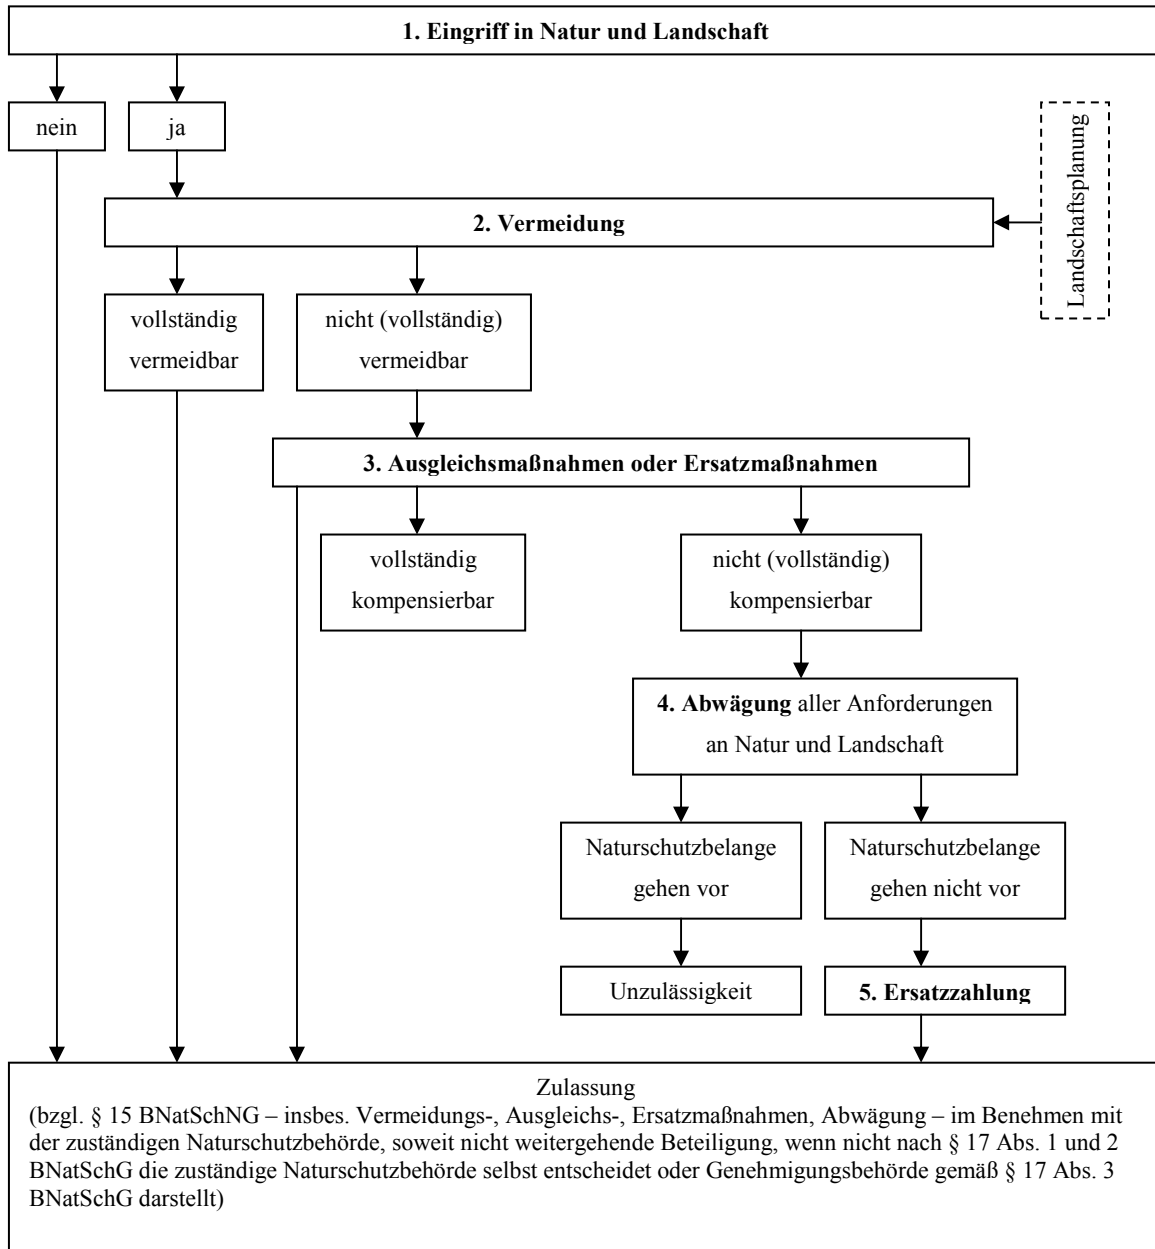 1. Eingriff in Natur und Landschaft
nein
ja
Landschaftsplanung
2. Vermeidung
vollständig
vermeidbar
nicht (vollständig)
vermeidbar
3. Ausgleichsmaßnahmen oder Ersatzmaßnahmen
vollständig
kompensierbar
nicht (vollständig)
kompensierbar
4. Abwägung aller Anforderungen
an Natur und Landschaft
Naturschutzbelange
gehen vor
Naturschutzbelange
gehen nicht vor
Unzulässigkeit
5. Ersatzzahlung
Zulassung
(bzgl. § 15 BNatSchNG – insbes. Vermeidungs-, Ausgleichs-, Ersatzmaßnahmen, Abwägung – im Benehmen mit
der zuständigen Naturschutzbehörde, soweit nicht weitergehende Beteiligung, wenn nicht nach § 17 Abs. 1 und 2
BNatSchG die zuständige Naturschutzbehörde selbst entscheidet oder Genehmigungsbehörde gemäß § 17 Abs. 3
BNatSchG darstellt)